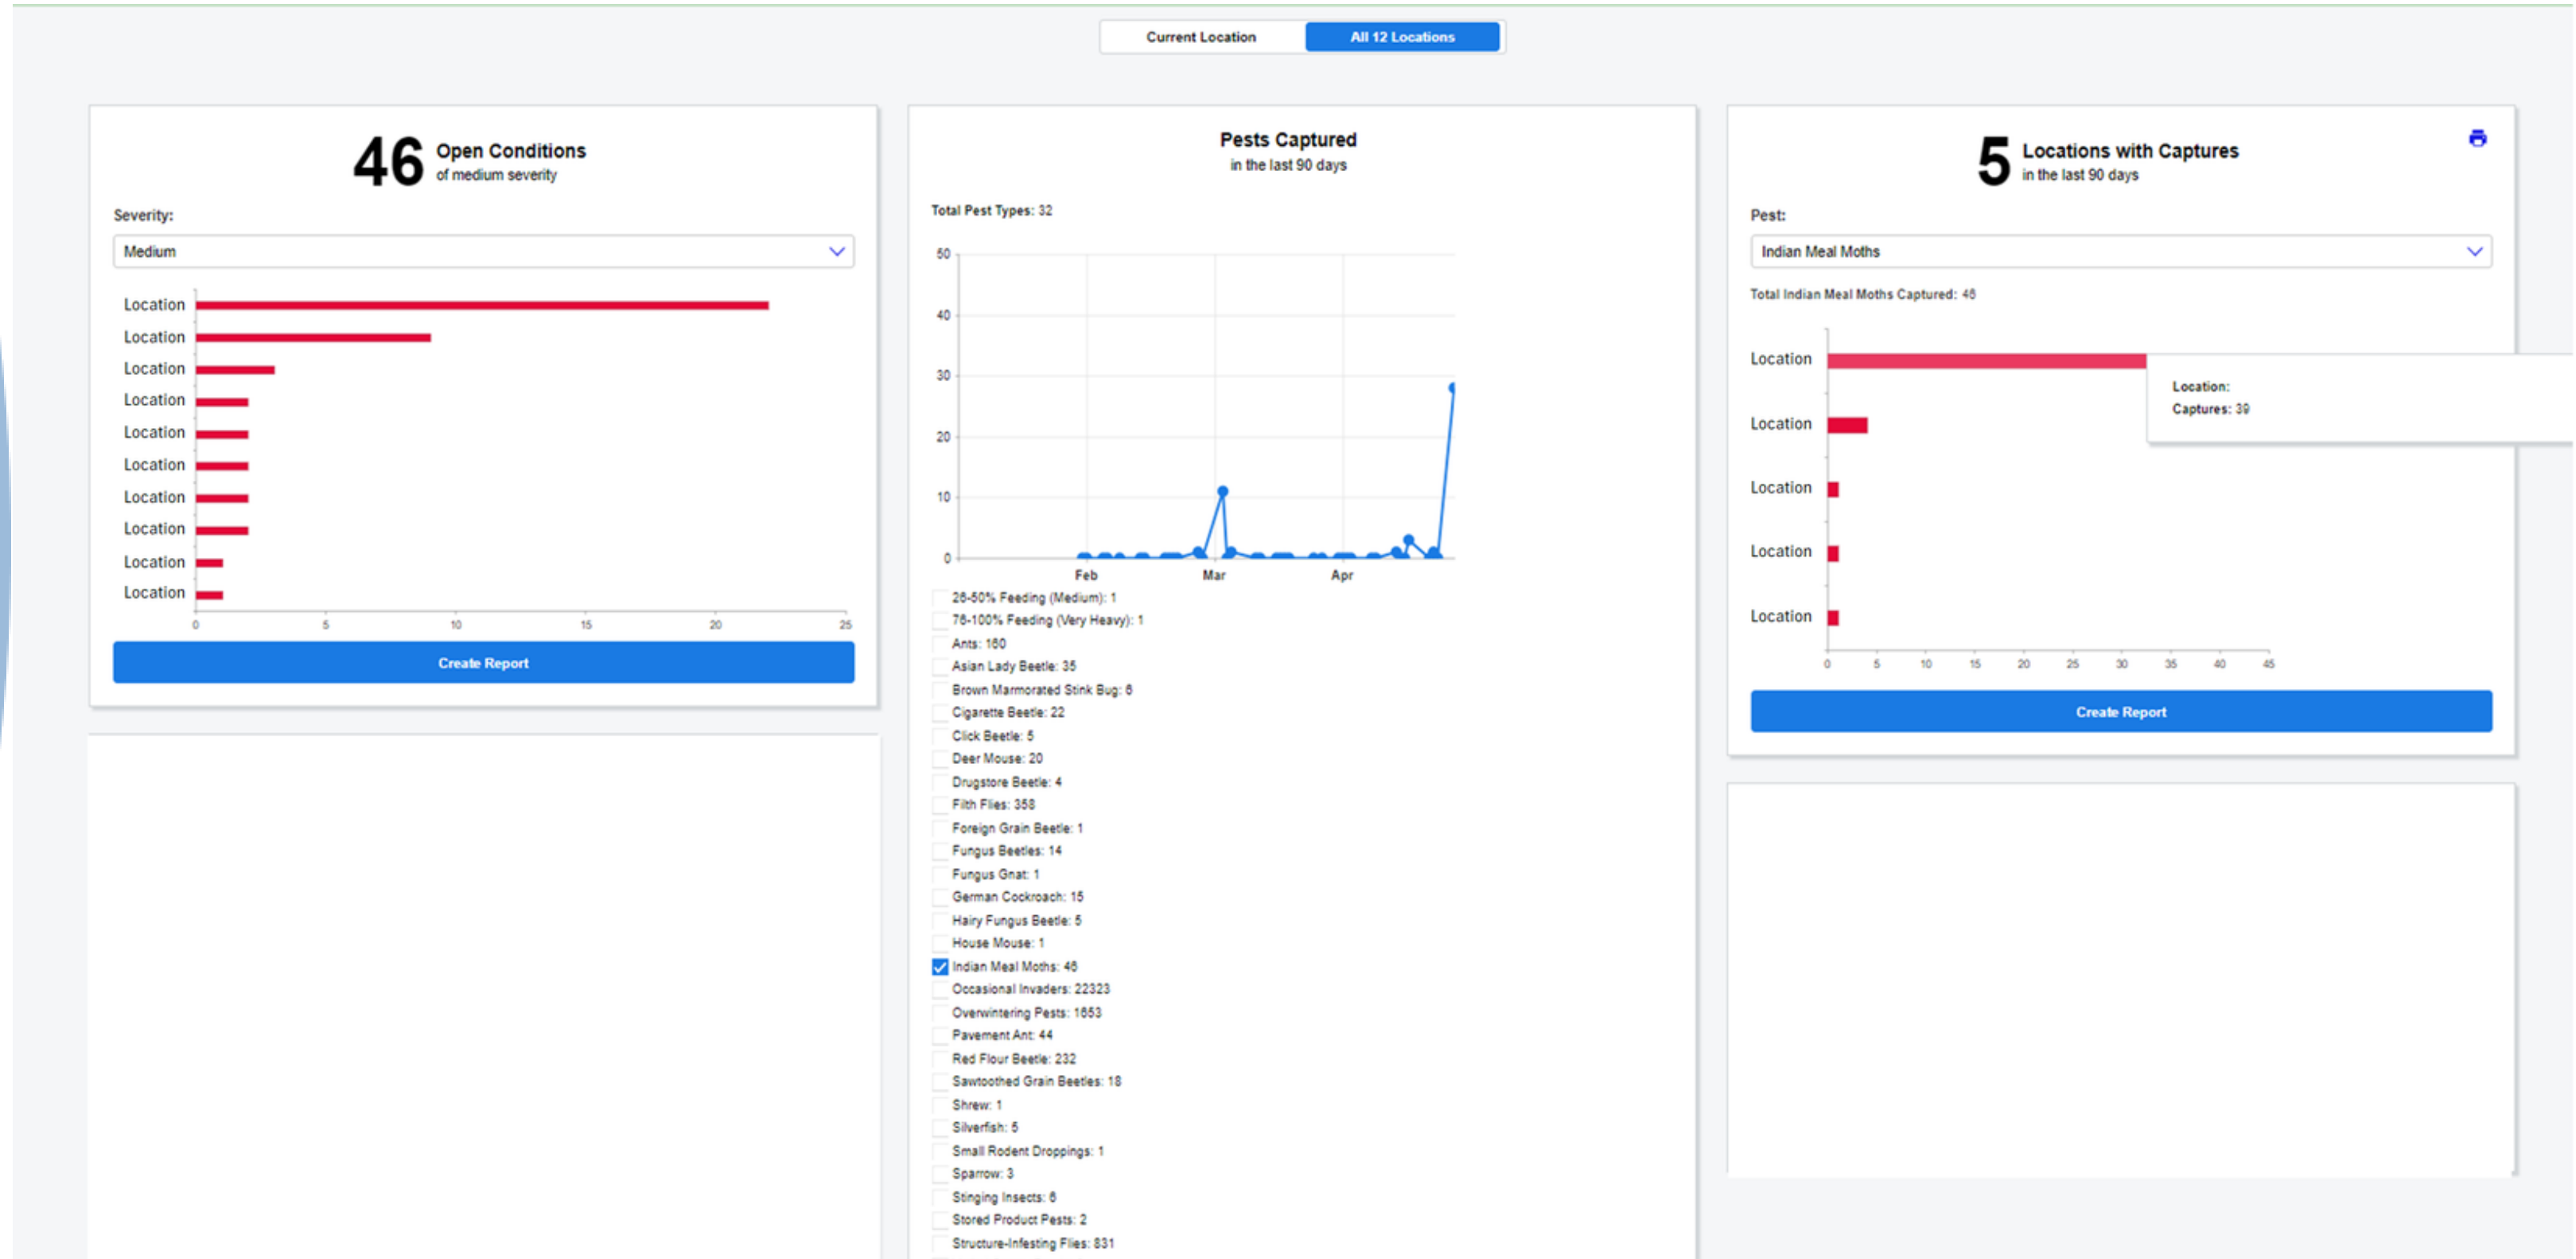 Current Location
All 12 Locations
46
Open Conditions
of medium severity
Severity:
Medium
Location
Location
Location
Location
Location
Location
Location
Location
Location
Location
0 5 10 15 20 25
Create Report
Pests Captured
in the last 90 days
Total Pest Types: 32
50
40
30
20
10
0
Feb Mar Apr
26-50% Feeding (Medium): 1
76-100% Feeding (Very Heavy): 1
Ants: 160
Asian Lady Beetle: 35
Brown Marmorated Stink Bug: 6
Cigarette Beetle: 22
Click Beetle: 5
Deer Mouse: 20
Drugstore Beetle: 4
Filth Flies: 358
Foreign Grain Beetle: 1
Fungus Beetles: 14
Fungus Gnat: 1
German Cockroach: 15
Hairy Fungus Beetle: 5
House Mouse: 1
Indian Meal Moths: 46
Occasional Invaders: 22323
Overwintering Pests: 1653
Pavement Ant: 44
Red Flour Beetle: 232
Sawtoothed Grain Beetles: 18
Shrew: 1
Silverfish: 5
Small Rodent Droppings: 1
Sparrow: 3
Stinging Insects: 6
Stored Product Pests: 2
Structure-Infesting Flies: 831
5
Locations with Captures
in the last 90 days
Pest:
Indian Meal Moths
Total Indian Meal Moths Captured: 46
Location
Location:
Captures: 39
Location
Location
Location
Location
0 5 10 15 20 25 30 35 40 45
Create Report